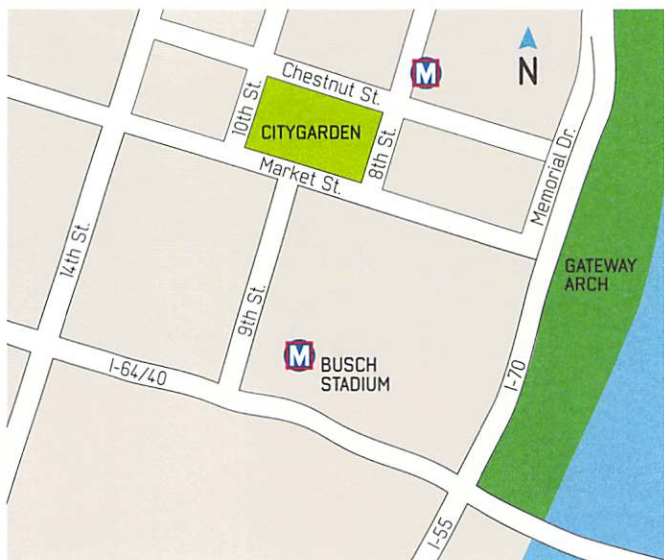 Chestnut St.
M
N
10th St.
CITYGARDEN
8th St.
Market St.
Memorial Dr.
14th St.
GATEWAY
ARCH
9th St.
M
BUSCH
STADIUM
I-64/40
I-70
I-55